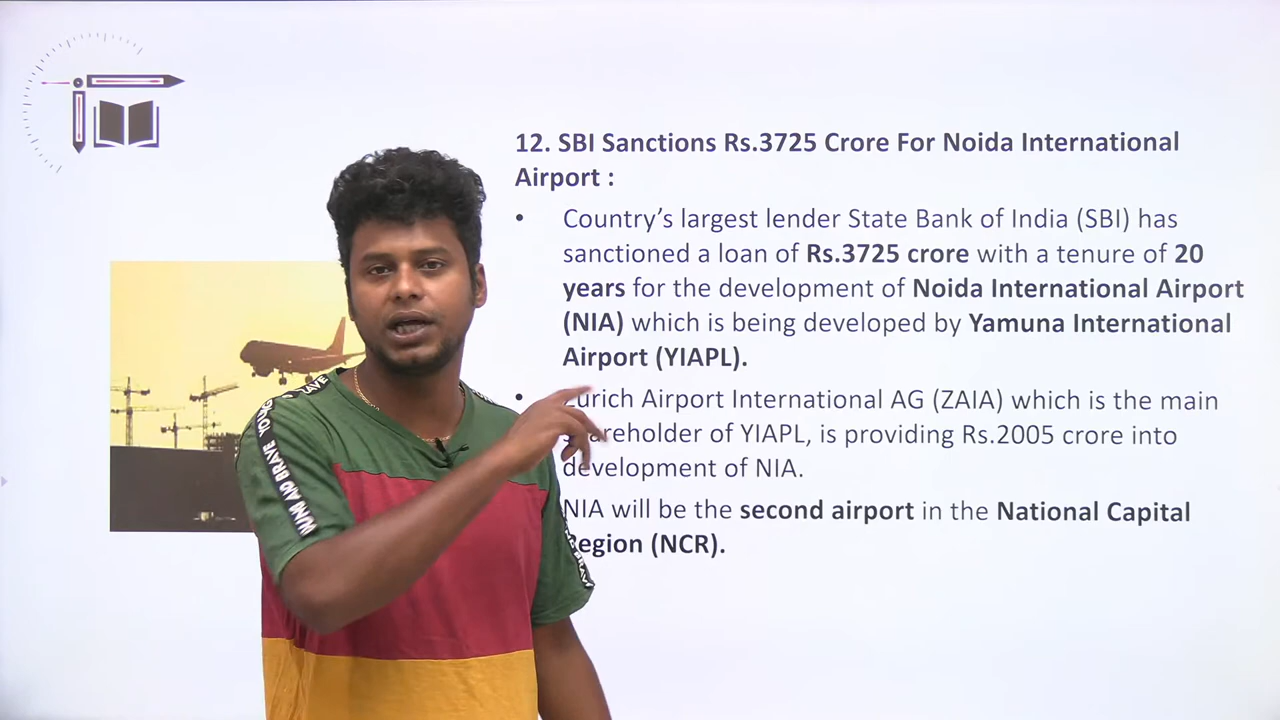 12. SBI Sanctions Rs.3725 Crore For Noida International
Airport :
• Country’s largest lender State Bank of India (SBI) has
sanctioned a loan of Rs.3725 crore with a tenure of 20
years for the development of Noida International Airport
(NIA) which is being developed by Yamuna International
Airport (YIAPL).
• Zurich Airport International AG (ZAIA) which is the main
shareholder of YIAPL, is providing Rs.2005 crore into
development of NIA.
NIA will be the second airport in the National Capital
Region (NCR).